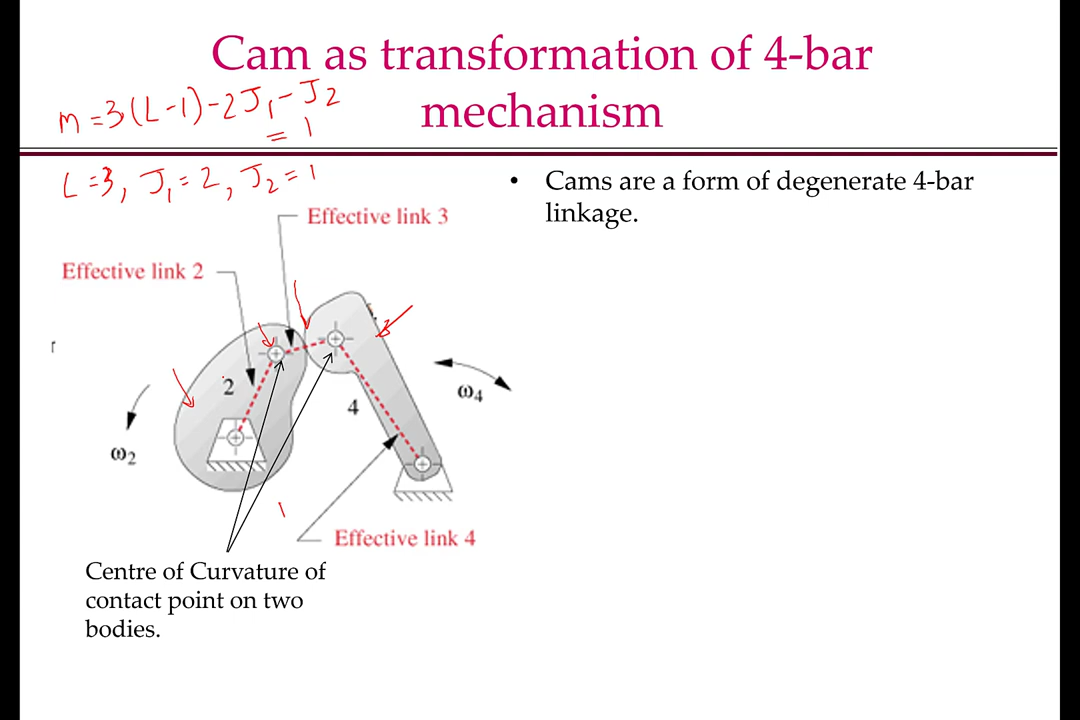 Cam as transformation of 4-bar
mechanism
m = 3(L-1) - 2J₁ - J₂
= 1
L = 3, J₁ = 2, J₂ = 1
• Cams are a form of degenerate 4-bar
linkage.
Effective link 3
Effective link 2
2
4
ω₂
ω₄
1
Effective link 4
Centre of Curvature of
contact point on two
bodies.